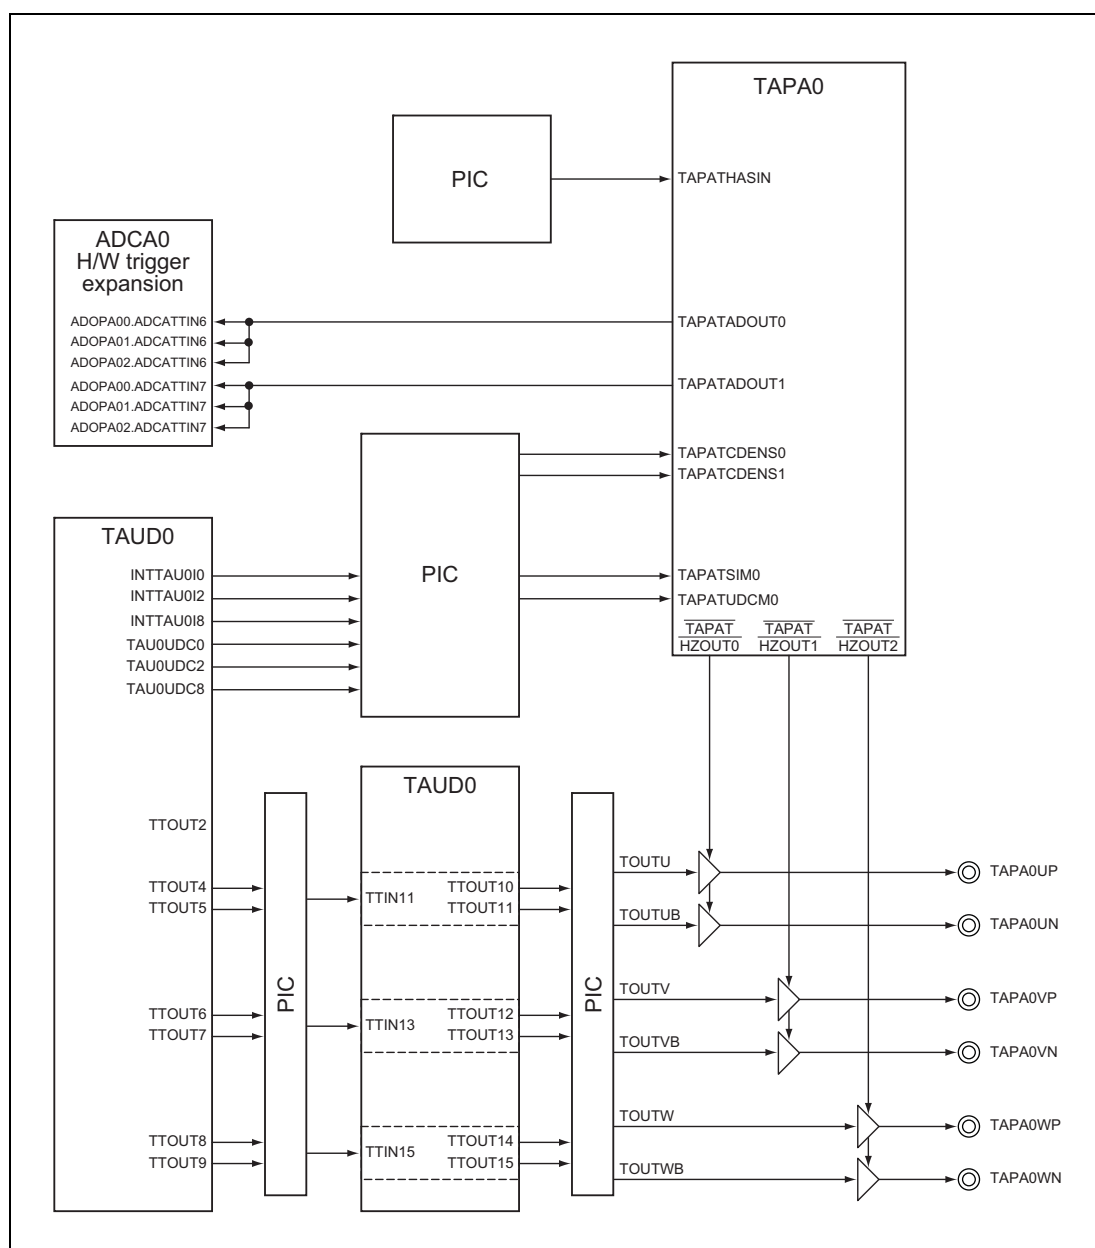 TAPA0
PIC
TAPATHASIN
ADCA0
H/W trigger
expansion
ADOPA00.ADCATTIN6
ADOPA01.ADCATTIN6
ADOPA02.ADCATTIN6
ADOPA00.ADCATTIN7
ADOPA01.ADCATTIN7
ADOPA02.ADCATTIN7
TAPATADOUT0
TAPATADOUT1
TAPATCDENS0
TAPATCDENS1
TAUD0
INTTAU0I0
INTTAU0I2
INTTAU0I8
TAU0UDC0
TAU0UDC2
TAU0UDC8
PIC
TAPATSIM0
TAPATUDCM0
TAPAT
HZOUT0
TAPAT
HZOUT1
TAPAT
HZOUT2
TTOUT2
TTOUT4
TTOUT5
TTOUT6
TTOUT7
TTOUT8
TTOUT9
PIC
TAUD0
TTIN11
TTOUT10
TTOUT11
TTIN13
TTOUT12
TTOUT13
TTIN15
TTOUT14
TTOUT15
PIC
TOUTU
TOUTUB
TOUTV
TOUTVB
TOUTW
TOUTWB
TAPA0UP
TAPA0UN
TAPA0VP
TAPA0VN
TAPA0WP
TAPA0WN